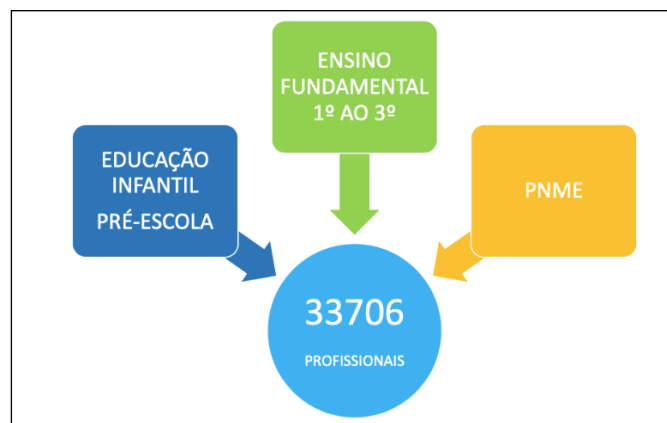 ENSINO
FUNDAMENTAL
1º AO 3º
EDUCAÇÃO
INFANTIL
PRÉ-ESCOLA
PNME
33706
PROFISSIONAIS